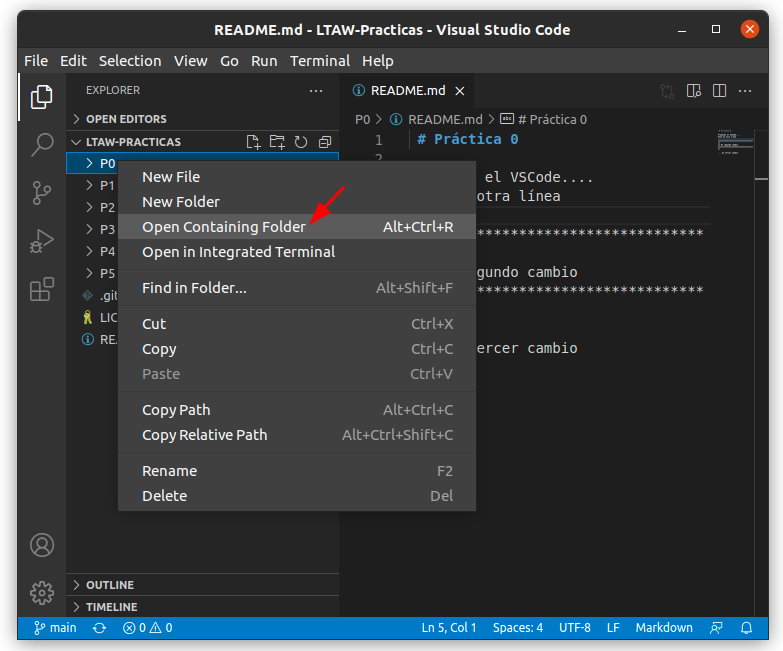 README.md - LTAW-Practicas - Visual Studio Code
File Edit Selection View Go Run Terminal Help
EXPLORER
README.md
OPEN EDITORS
P0 > README.md > # Práctica 0
LTAW-PRACTICAS
1 # Práctica 0
2
P0
P1
P2
P3
P4
P5
.git
LIC
REA
New File
New Folder
Open Containing Folder Alt+Ctrl+R
Open in Integrated Terminal
Find in Folder... Alt+Shift+F
Cut Ctrl+X
Copy Ctrl+C
Paste Ctrl+V
Copy Path Alt+Ctrl+C
Copy Relative Path Alt+Ctrl+Shift+C
Rename F2
Delete Del
el VSCode....
otra línea
***************************
gundo cambio
***************************
ercer cambio
OUTLINE
TIMELINE
main 0 0 Ln 5, Col 1 Spaces: 4 UTF-8 LF Markdown